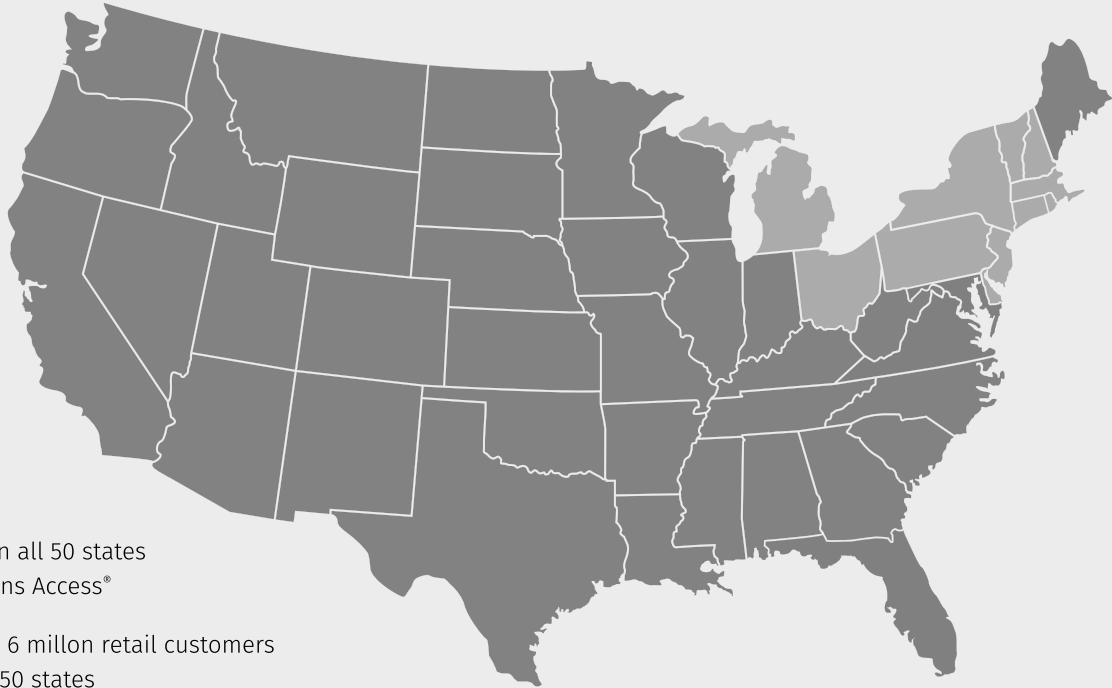 n all 50 states
ns Access®
6 millon retail customers
50 states